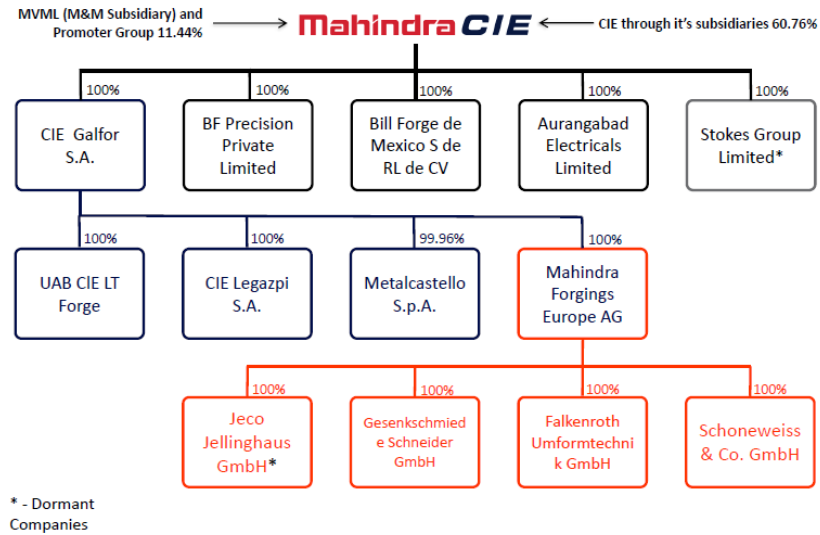 MVML (M&M Subsidiary) and
Promoter Group 11.44%
Mahindra CIE
CIE through it's subsidiaries 60.76%
100%
100%
100%
100%
100%
CIE Galfor
S.A.
BF Precision
Private
Limited
Bill Forge de
Mexico S de
RL de CV
Aurangabad
Electricals
Limited
Stokes Group
Limited*
100%
100%
99.96%
100%
UAB CIE LT
Forge
CIE Legazpi
S.A.
Metalcastello
S.p.A.
Mahindra
Forgings
Europe AG
100%
100%
100%
100%
Jeco
Jellinghaus
GmbH*
Gesenkschmied
e Schneider
GmbH
Falkenroth
Umformtechni
k GmbH
Schoneweiss
& Co. GmbH
* - Dormant
Companies